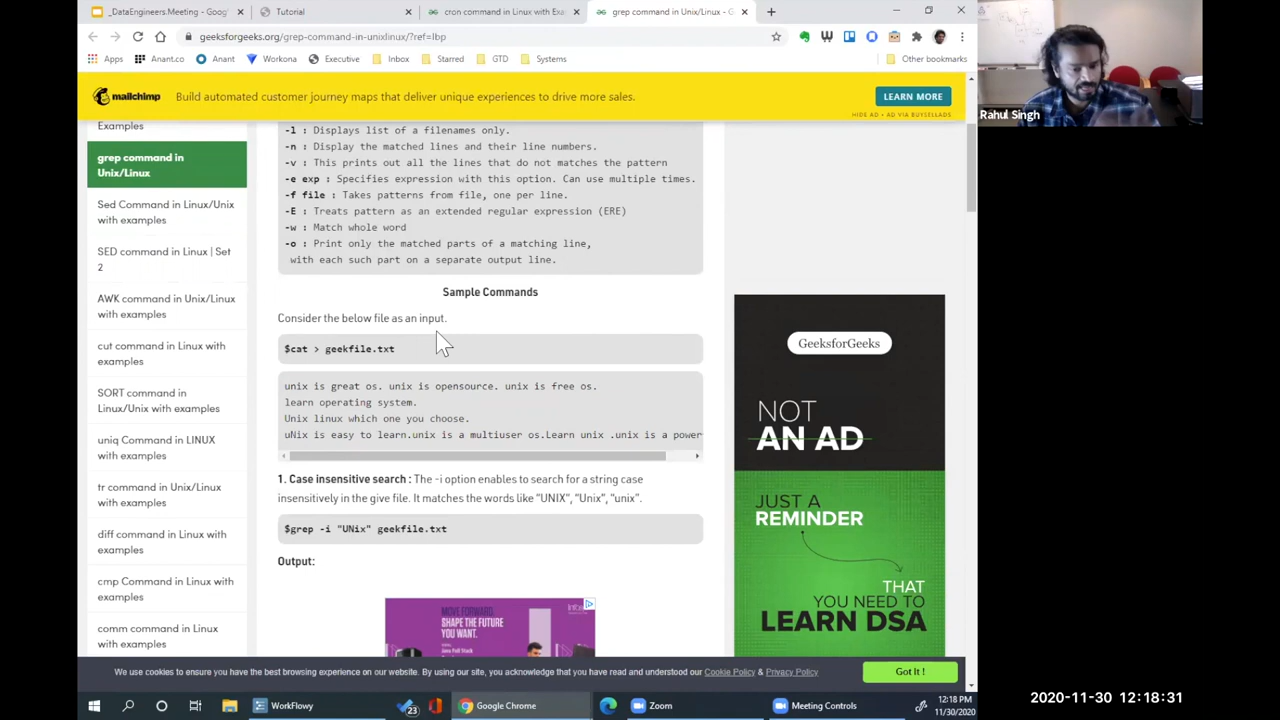 _DataEngineers.Meeting - Goog
Tutorial
cron command in Linux with Exa
grep command in Unix/Linux - G
geeksforgeeks.org/grep-command-in-unixlinux/?ref=lbp
Apps
Anant.co
Anant
Workona
Executive
Inbox
Starred
GTD
Systems
Other bookmarks
mailchimp
Build automated customer journey maps that deliver unique experiences to drive more sales.
LEARN MORE
HIDE AD • AD VIA BUYSELLADS
Rahul Singh
Examples
grep command in
Unix/Linux
Sed Command in Linux/Unix
with examples
SED command in Linux | Set
2
AWK command in Unix/Linux
with examples
cut command in Linux with
examples
SORT command in
Linux/Unix with examples
uniq Command in LINUX
with examples
tr command in Unix/Linux
with examples
diff command in Linux with
examples
cmp Command in Linux with
examples
comm command in Linux
with examples
-l : Displays list of a filenames only.
-n : Display the matched lines and their line numbers.
-v : This prints out all the lines that do not matches the pattern
-e exp : Specifies expression with this option. Can use multiple times.
-f file : Takes patterns from file, one per line.
-E : Treats pattern as an extended regular expression (ERE)
-w : Match whole word
-o : Print only the matched parts of a matching line,
with each such part on a separate output line.
Sample Commands
Consider the below file as an input.
$cat > geekfile.txt
unix is great os. unix is opensource. unix is free os.
learn operating system.
Unix linux which one you choose.
uNix is easy to learn.unix is a multiuser os.Learn unix .unix is a power
1. Case insensitive search : The -i option enables to search for a string case
insensitively in the give file. It matches the words like "UNIX", "Unix", "unix".
$grep -i "UNix" geekfile.txt
Output:
MOVE FORWARD.
SHAPE THE FUTURE
YOU WANT.
GeeksforGeeks
NOT
AN AD
JUST A
REMINDER
THAT
YOU NEED TO
LEARN DSA
We use cookies to ensure you have the best browsing experience on our website. By using our site, you acknowledge that you have read and understood our Cookie Policy & Privacy Policy
Got It !
WorkFlowy
23
Google Chrome
Zoom
Meeting Controls
12:18 PM
11/30/2020
2020-11-30 12:18:31